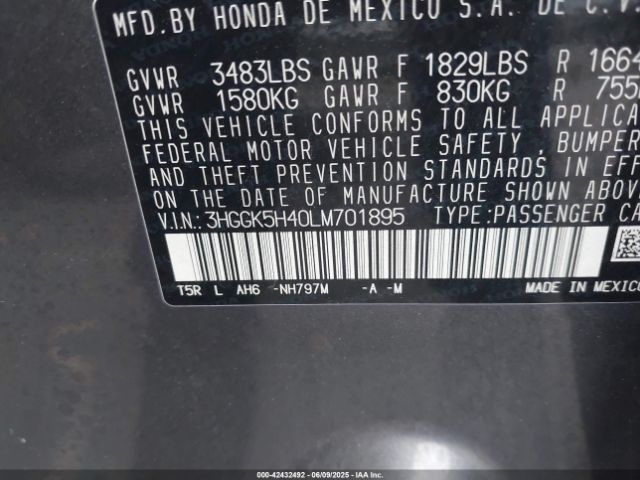 MFD.BY HONDA DE MEXICO S.A. DE C.V.
GVWR 3483LBS GAWR F 1829LBS R 1664
GVWR 1580KG GAWR F 830KG R 755
THIS VEHICLE CONFORMS TO ALL APPLICA
FEDERAL MOTOR VEHICLE SAFETY, BUMPER
AND THEFT PREVENTION STANDARDS IN EFF
ON THE DATE OF MANUFACTURE SHOWN ABOV
V.I.N: 3HGGK5H40LM701895 TYPE:PASSENGER CA
T5R L AH6 -NH797M -A -M MADE IN MEXICO
000-42432492 - 06/09/2025 - IAA Inc.